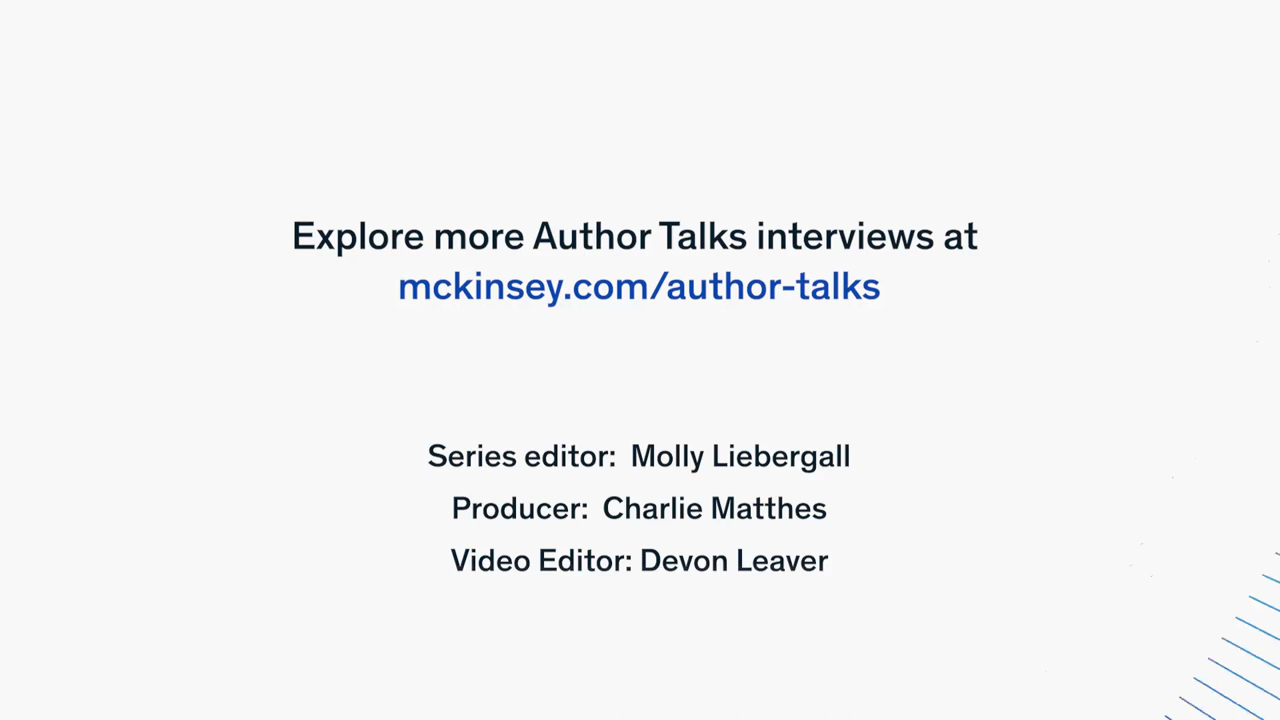 Explore more Author Talks interviews at
mckinsey.com/author-talks
Series editor: Molly Liebergall
Producer: Charlie Matthes
Video Editor: Devon Leaver